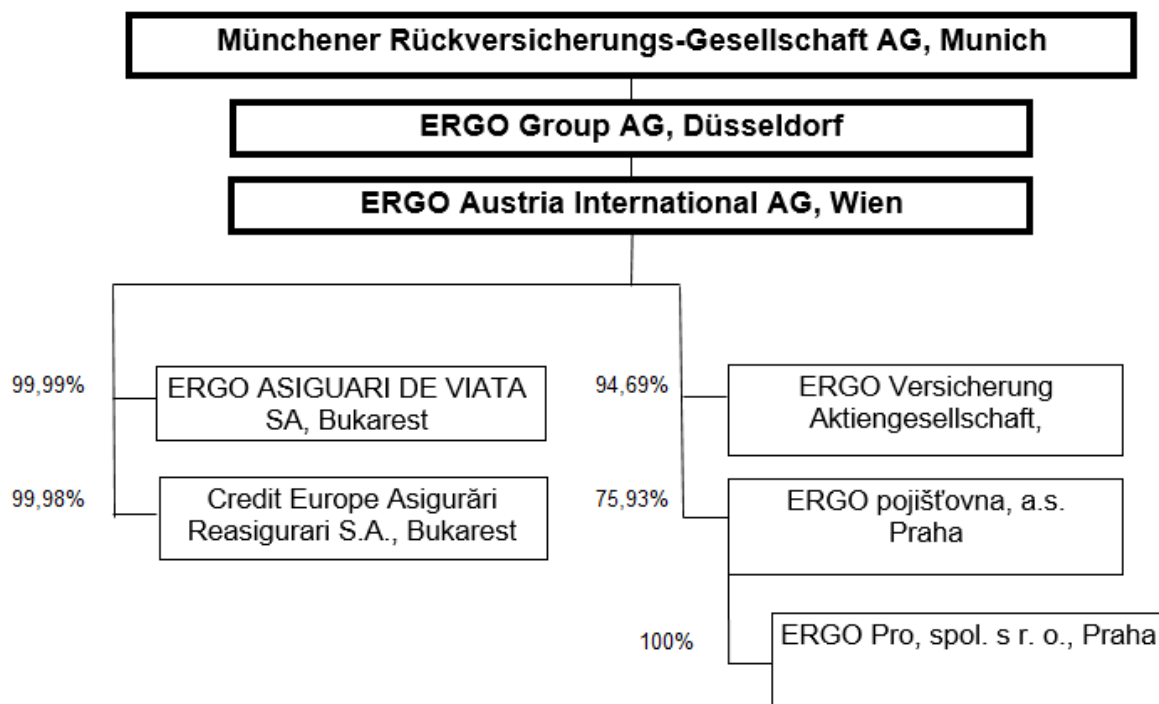 Münchener Rückversicherungs-Gesellschaft AG, Munich
ERGO Group AG, Düsseldorf
ERGO Austria International AG, Wien
99,99%
ERGO ASIGUARI DE VIATA
SA, Bukarest
99,98%
Credit Europe Asigurări
Reasigurari S.A., Bukarest
94,69%
ERGO Versicherung
Aktiengesellschaft,
75,93%
ERGO pojišťovna, a.s.
Praha
100%
ERGO Pro, spol. s r. o., Praha